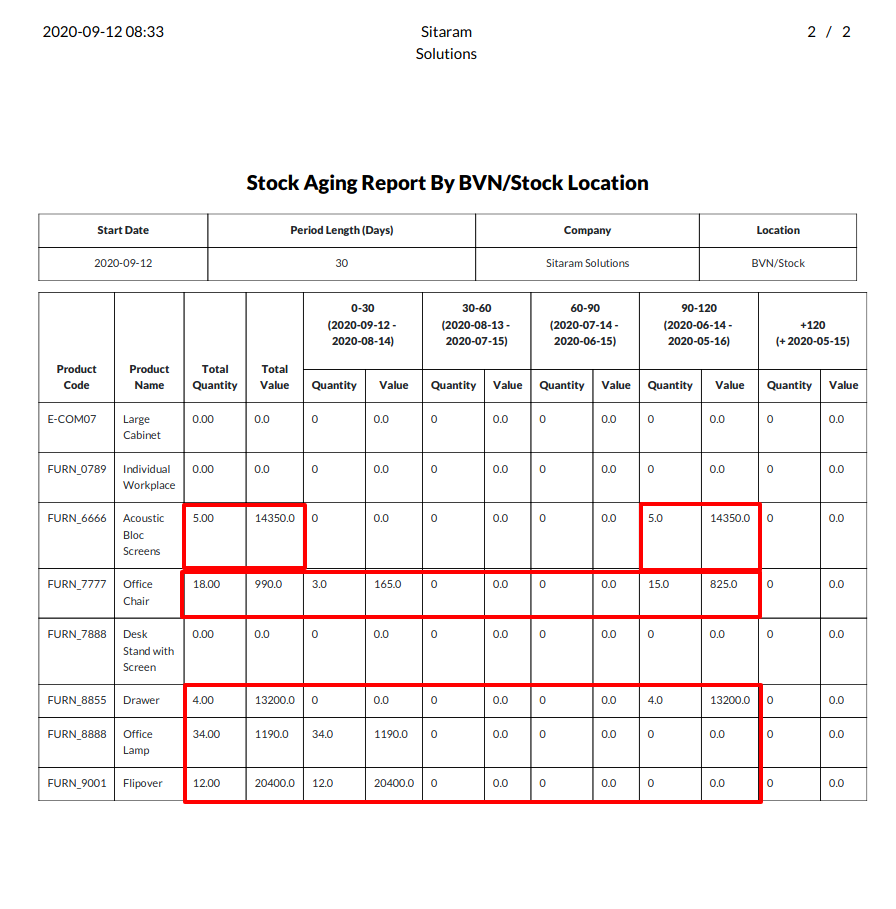 2020-09-12 08:33 Sitaram 2 / 2
Solutions
Stock Aging Report By BVN/Stock Location
Start Date Period Length (Days) Company Location
2020-09-12 30 Sitaram Solutions BVN/Stock
0-30 30-60 60-90 90-120
(2020-09-12 - (2020-08-13 - (2020-07-14 - (2020-06-14 - +120
2020-08-14) 2020-07-15) 2020-06-15) 2020-05-16) (+ 2020-05-15)
Product Product Total Total
Code Name Quantity Value Quantity Value Quantity Value Quantity Value Quantity Value Quantity Value
E-COM07 Large 0.00 0.0 0 0.0 0 0.0 0 0.0 0 0.0 0 0.0
Cabinet
FURN_0789 Individual 0.00 0.0 0 0.0 0 0.0 0 0.0 0 0.0 0 0.0
Workplace
FURN_6666 Acoustic 5.00 14350.0 0 0.0 0 0.0 0 0.0 5.0 14350.0 0 0.0
Bloc
Screens
FURN_7777 Office 18.00 990.0 3.0 165.0 0 0.0 0 0.0 15.0 825.0 0 0.0
Chair
FURN_7888 Desk 0.00 0.0 0 0.0 0 0.0 0 0.0 0 0.0 0 0.0
Stand with
Screen
FURN_8855 Drawer 4.00 13200.0 0 0.0 0 0.0 0 0.0 4.0 13200.0 0 0.0
FURN_8888 Office 34.00 1190.0 34.0 1190.0 0 0.0 0 0.0 0 0.0 0 0.0
Lamp
FURN_9001 Flipover 12.00 20400.0 12.0 20400.0 0 0.0 0 0.0 0 0.0 0 0.0